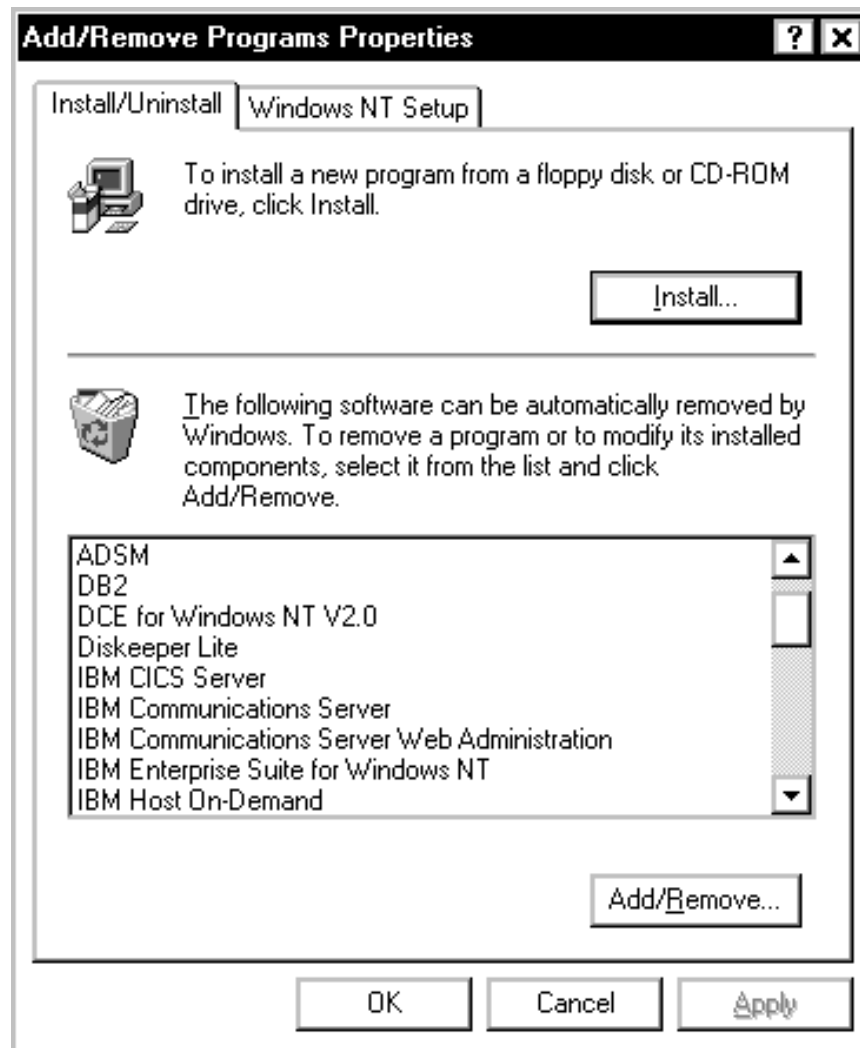 Add/Remove Programs Properties
Install/Uninstall
Windows NT Setup
To install a new program from a floppy disk or CD-ROM
drive, click Install.
Install...
The following software can be automatically removed by
Windows. To remove a program or to modify its installed
components, select it from the list and click
Add/Remove.
ADSM
DB2
DCE for Windows NT V2.0
Diskeeper Lite
IBM CICS Server
IBM Communications Server
IBM Communications Server Web Administration
IBM Enterprise Suite for Windows NT
IBM Host On-Demand
Add/Remove...
OK
Cancel
Apply